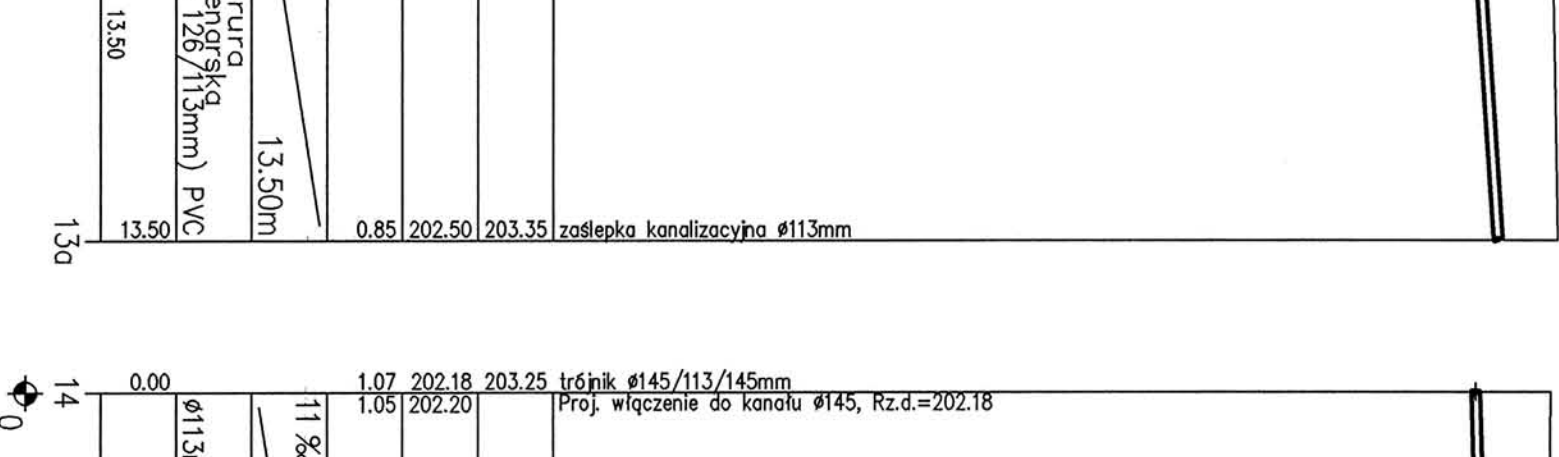 13.50
rura
126/113mm) PVC
13.50m
13a
13.50 0.85 202.50 203.35 zaślepka kanalizacyjna ø113mm
14
0
0.00 1.07 202.18 203.25 trójnik ø145/113/145mm
1.05 202.20 Proj. włączenie do kanału ø145, Rz.d.=202.18
ø113
11 ‰